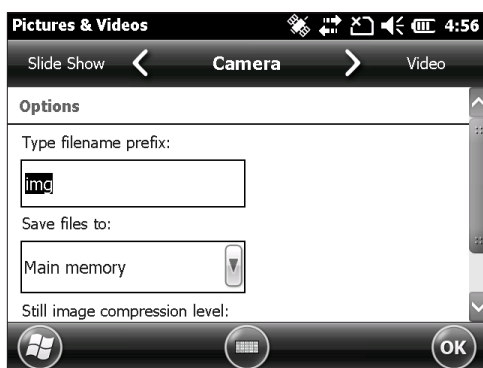 Pictures & Videos 4:56
Slide Show Camera Video
Options
Type filename prefix:
img
Save files to:
Main memory
Still image compression level:
OK